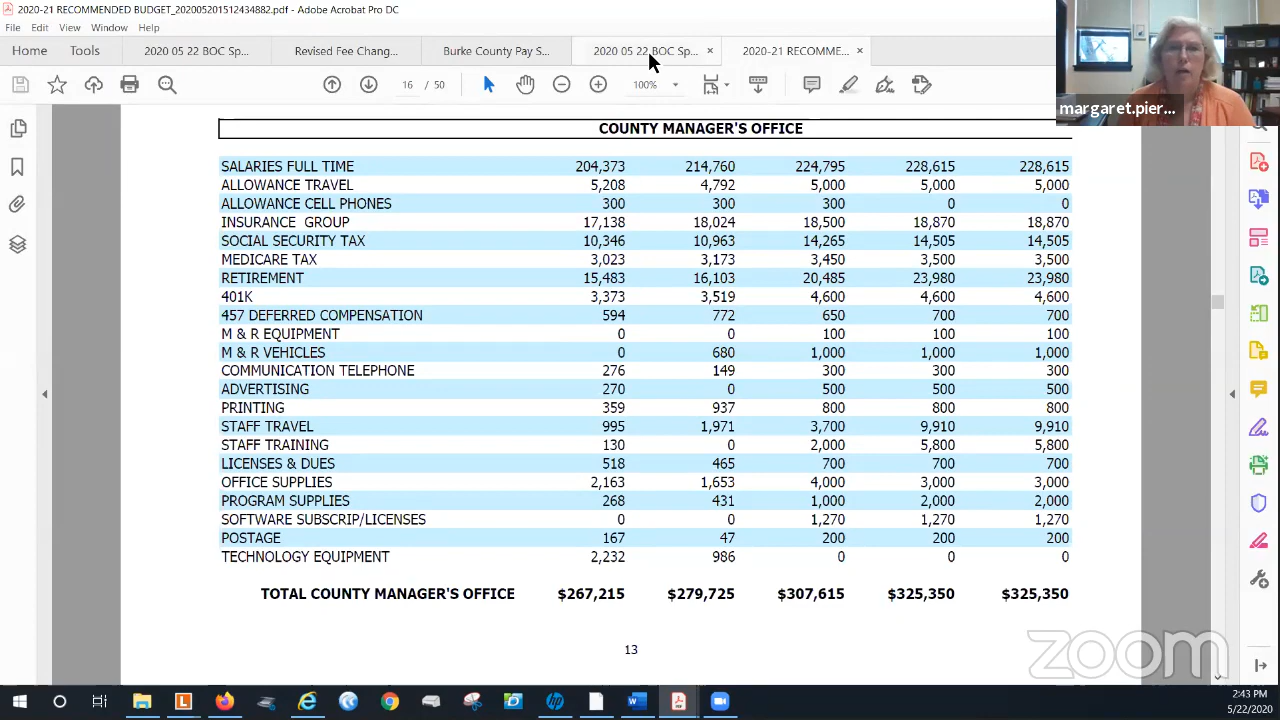 2020-21 RECOMMENDED BUDGET_202005201512434882.pdf - Adobe Acrobat Pro DC
File Edit View Window Help
Home Tools 2020 05 22 BOC Sp... Revised Fee Hiring... ke County Pay 2020 05 22 BOC Sp... 2020-21 RECOMME... ×
16 / 50 100%
margaret.pier...
COUNTY MANAGER'S OFFICE
SALARIES FULL TIME 204,373 214,760 224,795 228,615 228,615
ALLOWANCE TRAVEL 5,208 4,792 5,000 5,000 5,000
ALLOWANCE CELL PHONES 300 300 300 0 0
INSURANCE GROUP 17,138 18,024 18,500 18,870 18,870
SOCIAL SECURITY TAX 10,346 10,963 14,265 14,505 14,505
MEDICARE TAX 3,023 3,173 3,450 3,500 3,500
RETIREMENT 15,483 16,103 20,485 23,980 23,980
401K 3,373 3,519 4,600 4,600 4,600
457 DEFERRED COMPENSATION 594 772 650 700 700
M & R EQUIPMENT 0 0 100 100 100
M & R VEHICLES 0 680 1,000 1,000 1,000
COMMUNICATION TELEPHONE 276 149 300 300 300
ADVERTISING 270 0 500 500 500
PRINTING 359 937 800 800 800
STAFF TRAVEL 995 1,971 3,700 9,910 9,910
STAFF TRAINING 130 0 2,000 5,800 5,800
LICENSES & DUES 518 465 700 700 700
OFFICE SUPPLIES 2,163 1,653 4,000 3,000 3,000
PROGRAM SUPPLIES 268 431 1,000 2,000 2,000
SOFTWARE SUBSCRIP/LICENSES 0 0 1,270 1,270 1,270
POSTAGE 167 47 200 200 200
TECHNOLOGY EQUIPMENT 2,232 986 0 0 0
TOTAL COUNTY MANAGER'S OFFICE $267,215 $279,725 $307,615 $325,350 $325,350
13
zoom
2:43 PM
5/22/2020